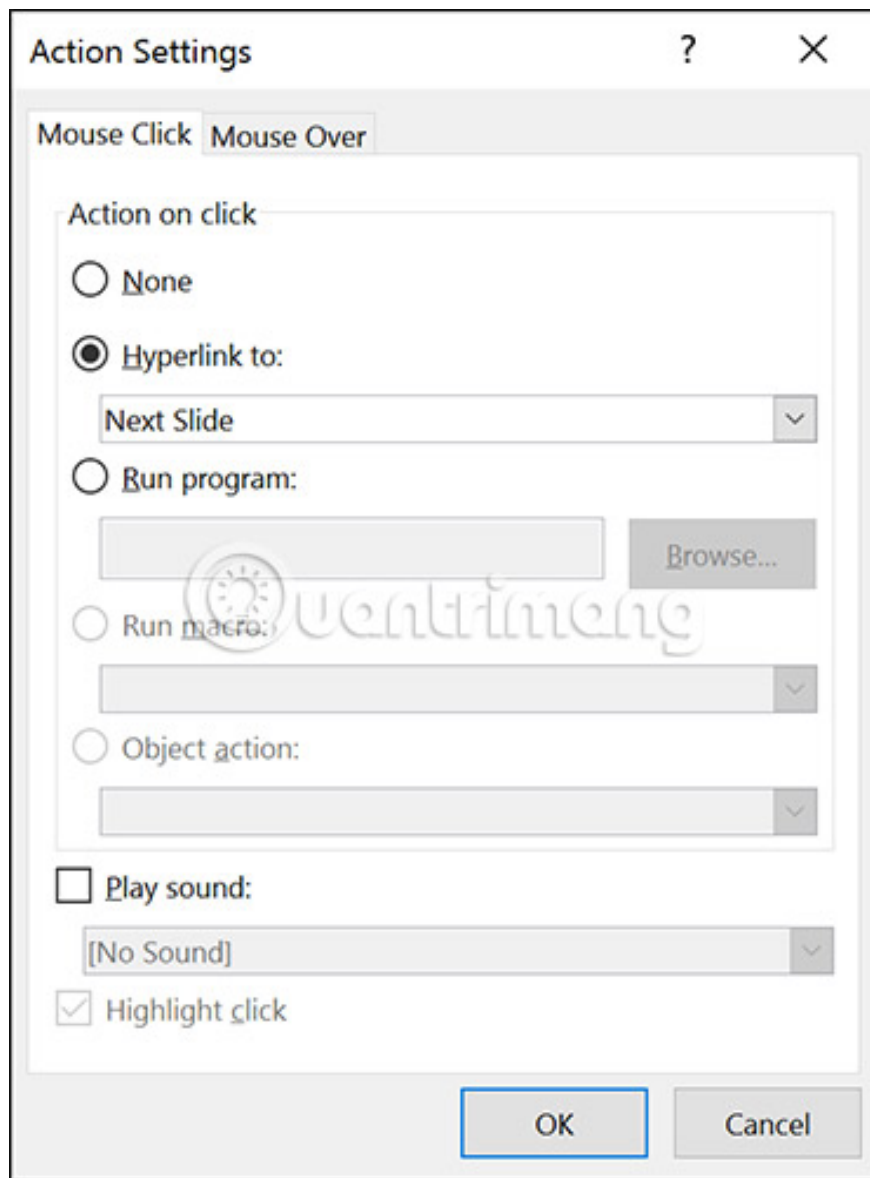 Action Settings ? X
Mouse Click Mouse Over
Action on click
None
Hyperlink to:
Next Slide
Run program:
Browse...
Quantrimang
Run macro:
Object action:
Play sound:
[No Sound]
Highlight click
OK Cancel